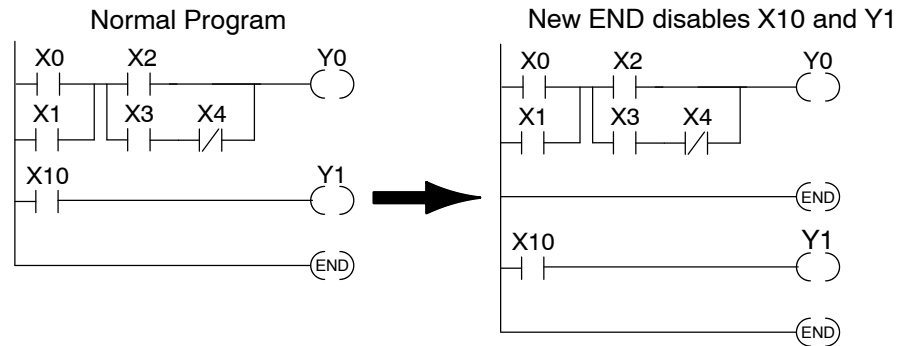 Normal Program
X0 X2 Y0
X1 X3 X4
X10 Y1
END
New END disables X10 and Y1
X0 X2 Y0
X1 X3 X4
END
X10 Y1
END